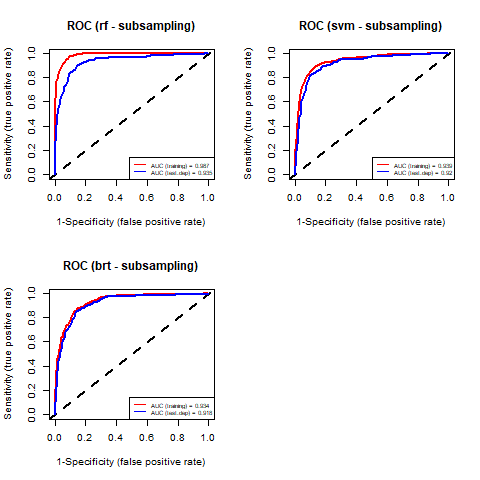 ROC (rf - subsampling)
Sensitivity (true positive rate)
0.0 0.2 0.4 0.6 0.8 1.0
AUC (training) = 0.987
AUC (test.dep) = 0.935
0.0 0.2 0.4 0.6 0.8 1.0
1-Specificity (false positive rate)
ROC (svm - subsampling)
Sensitivity (true positive rate)
0.0 0.2 0.4 0.6 0.8 1.0
AUC (training) = 0.939
AUC (test.dep) = 0.92
0.0 0.2 0.4 0.6 0.8 1.0
1-Specificity (false positive rate)
ROC (brt - subsampling)
Sensitivity (true positive rate)
0.0 0.2 0.4 0.6 0.8 1.0
AUC (training) = 0.934
AUC (test.dep) = 0.918
0.0 0.2 0.4 0.6 0.8 1.0
1-Specificity (false positive rate)